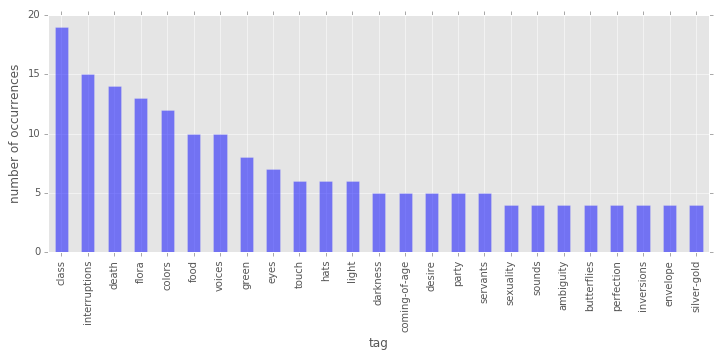 20
15
10
5
0
number of occurrences
class
interruptions
death
flora
colors
food
voices
green
eyes
touch
hats
light
darkness
coming-of-age
desire
party
servants
sexuality
sounds
ambiguity
butterflies
perfection
inversions
envelope
silver-gold
tag